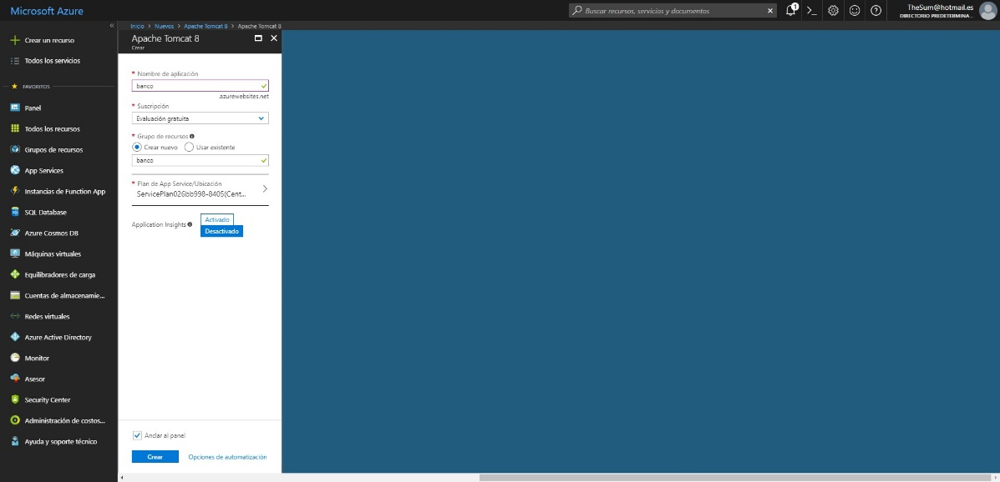 Microsoft Azure
Buscar recursos, servicios y documentos
1
TheSum@hotmail.es
DIRECTORIO PREDETERMINA...
Crear un recurso
Todos los servicios
FAVORITOS
Panel
Todos los recursos
Grupos de recursos
App Services
Instancias de Function App
SQL Database
Azure Cosmos DB
Máquinas virtuales
Equilibradores de carga
Cuentas de almacenamie...
Redes virtuales
Azure Active Directory
Monitor
Asesor
Security Center
Administración de costos...
Ayuda y soporte técnico
Inicio > Nuevos > Apache Tomcat 8 > Apache Tomcat 8
Apache Tomcat 8
Crear
* Nombre de aplicación
banco
.azurewebsites.net
* Suscripción
Evaluación gratuita
* Grupo de recursos
Crear nuevo Usar existente
banco
* Plan de App Service/Ubicación
ServicePlan026bb998-8405(Cent...
Application Insights
Activado
Desactivado
Anclar al panel
Crear Opciones de automatización